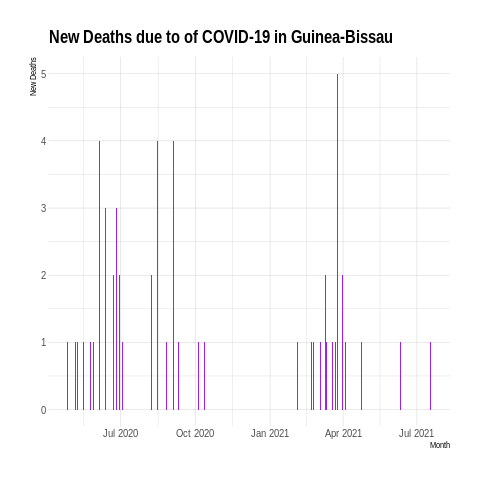 New Deaths due to of COVID-19 in Guinea-Bissau
New Deaths
5
4
3
2
1
0
Jul 2020 Oct 2020 Jan 2021 Apr 2021 Jul 2021
Month